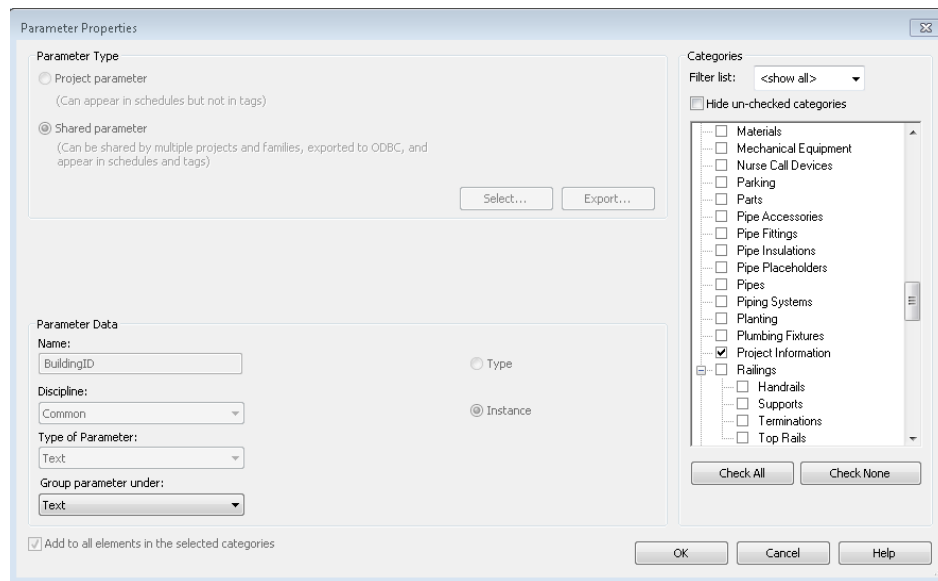 Parameter Properties
Parameter Type
Project parameter
(Can appear in schedules but not in tags)
Shared parameter
(Can be shared by multiple projects and families, exported to ODBC, and
appear in schedules and tags)
Select...
Export...
Parameter Data
Name:
BuildingID
Type
Discipline:
Common
Instance
Type of Parameter:
Text
Group parameter under:
Text
Add to all elements in the selected categories
Categories
Filter list:
<show all>
Hide un-checked categories
Materials
Mechanical Equipment
Nurse Call Devices
Parking
Parts
Pipe Accessories
Pipe Fittings
Pipe Insulations
Pipe Placeholders
Pipes
Piping Systems
Planting
Plumbing Fixtures
Project Information
Railings
Handrails
Supports
Terminations
Top Rails
Check All
Check None
OK
Cancel
Help